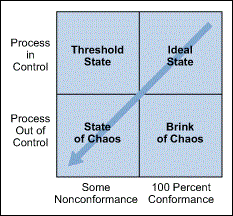 Process
in
Control
Threshold
State
Ideal
State
Process
Out of
Control
State
of Chaos
Brink
of Chaos
Some
Nonconformance
100 Percent
Conformance